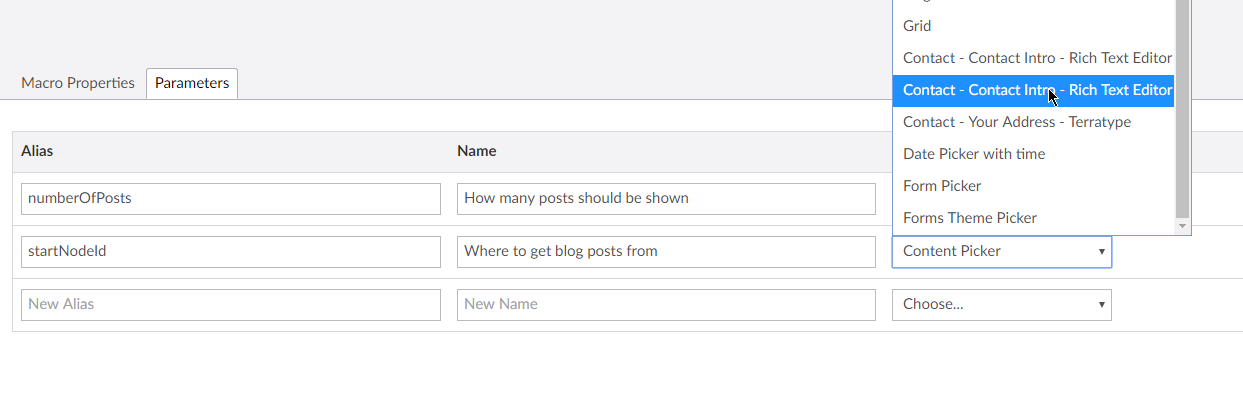 Grid
Contact - Contact Intro - Rich Text Editor
Contact - Contact Intro - Rich Text Editor
Contact - Your Address - Terratype
Date Picker with time
Form Picker
Forms Theme Picker
Macro Properties Parameters
Alias Name
numberOfPosts How many posts should be shown
startNodeId Where to get blog posts from Content Picker
New Alias New Name Choose...